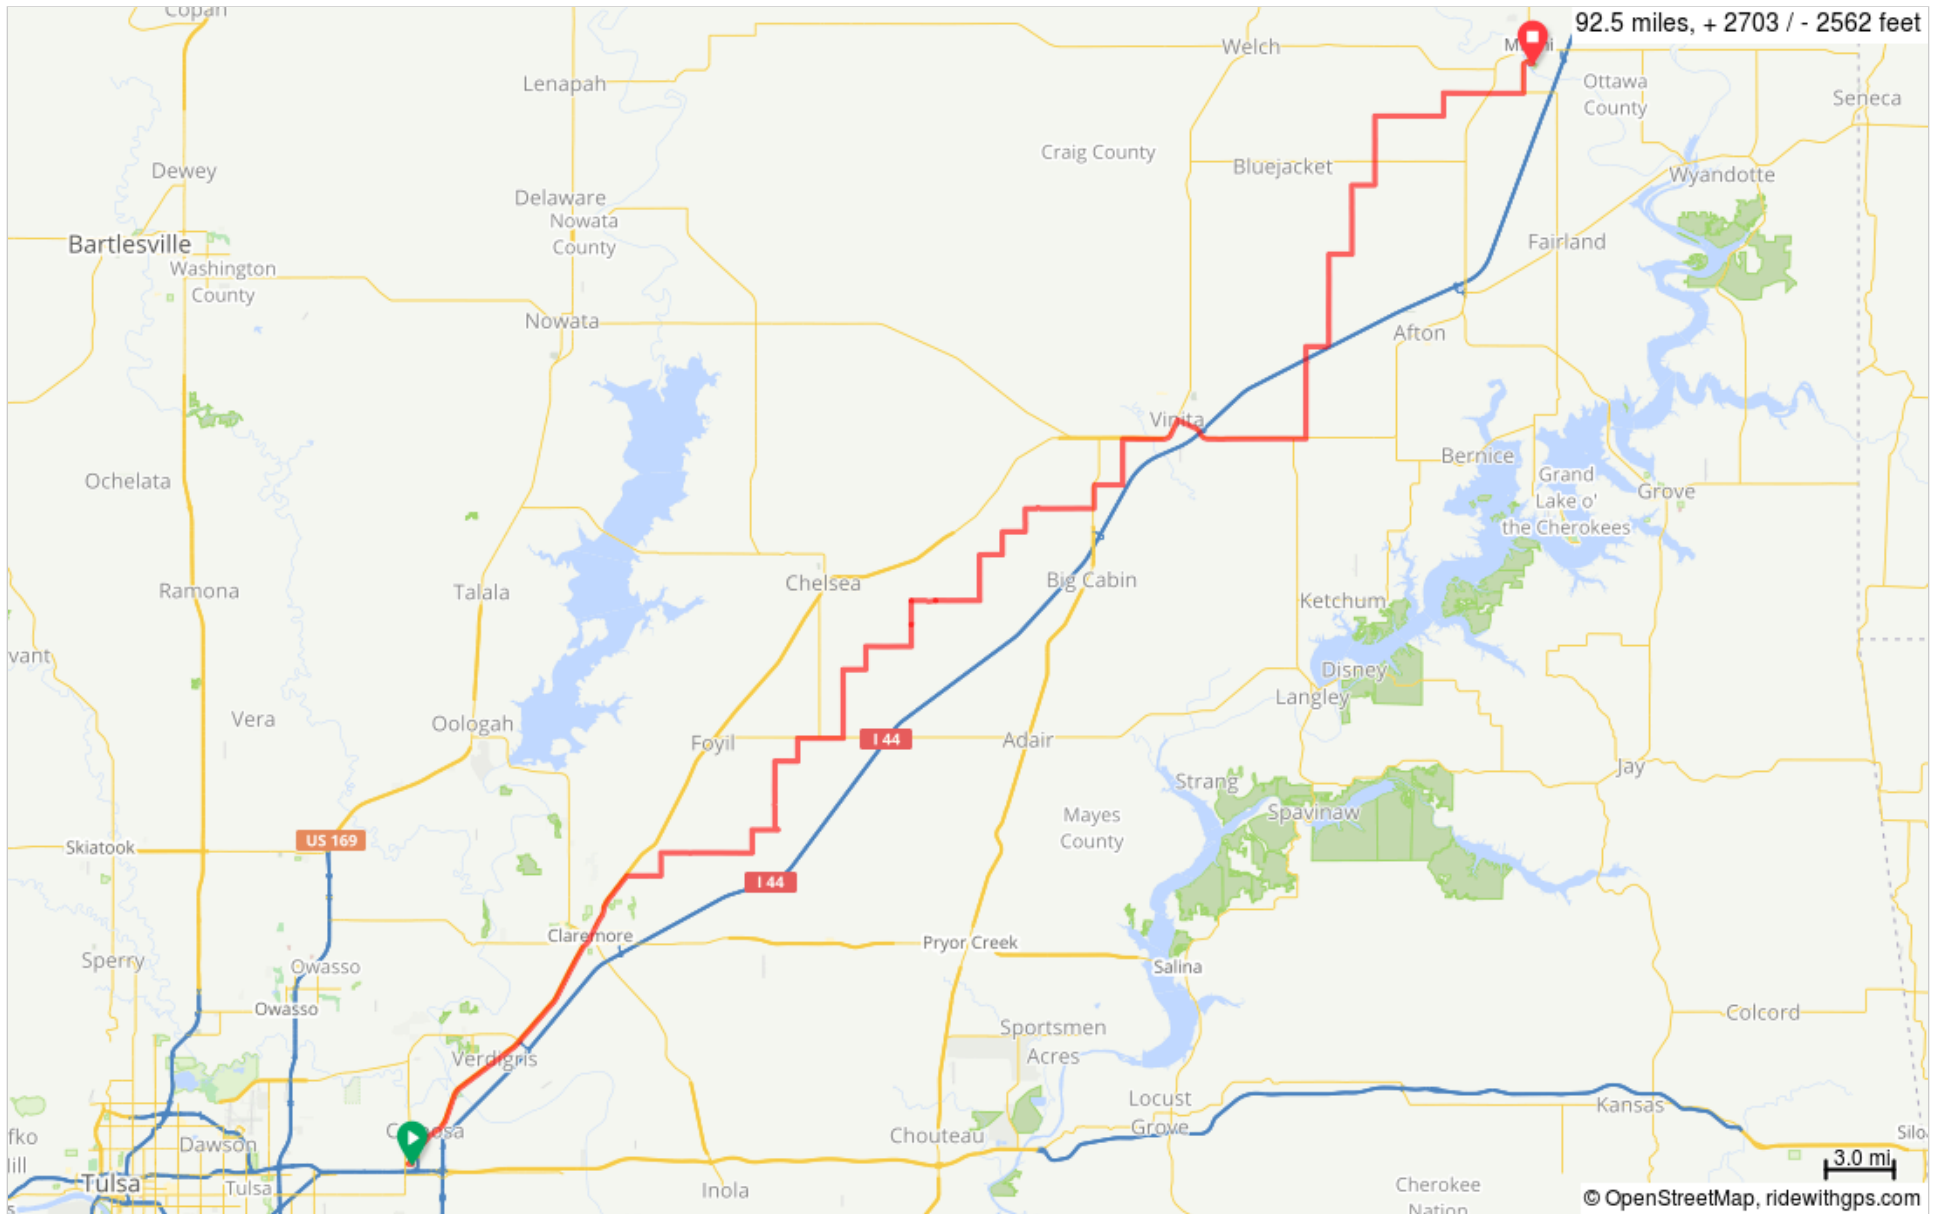 Copan
92.5 miles, + 2703 / - 2562 feet
Welch
Lenapah
Ottawa
County
Seneca
Craig County
Bluejacket
Dewey
Wyandotte
Delaware
Nowata
County
Bartlesville
Fairland
Washington
County
Nowata
Afton
Vinita
Ochelata
Bernice
Grand
Lake o'
the Cherokees
Grove
Ramona
Talala
Chelsea
Big Cabin
Ketchum
vant
Disney
Langley
Vera
Oologah
Foyil
I 44
Adair
Strang
Jay
Mayes
County
Spavinaw
US 169
Skiatook
I 44
Claremore
Pryor Creek
Sperry
Owasso
Salina
Owasso
Colcord
Sportsmen
Acres
Verdigris
Locust
Grove
Kansas
fko
Dawson
Chouteau
Silo
lill
3.0 mi
Tulsa
Tulsa
Inola
Cherokee
Nation
s
© OpenStreetMap, ridewithgps.com